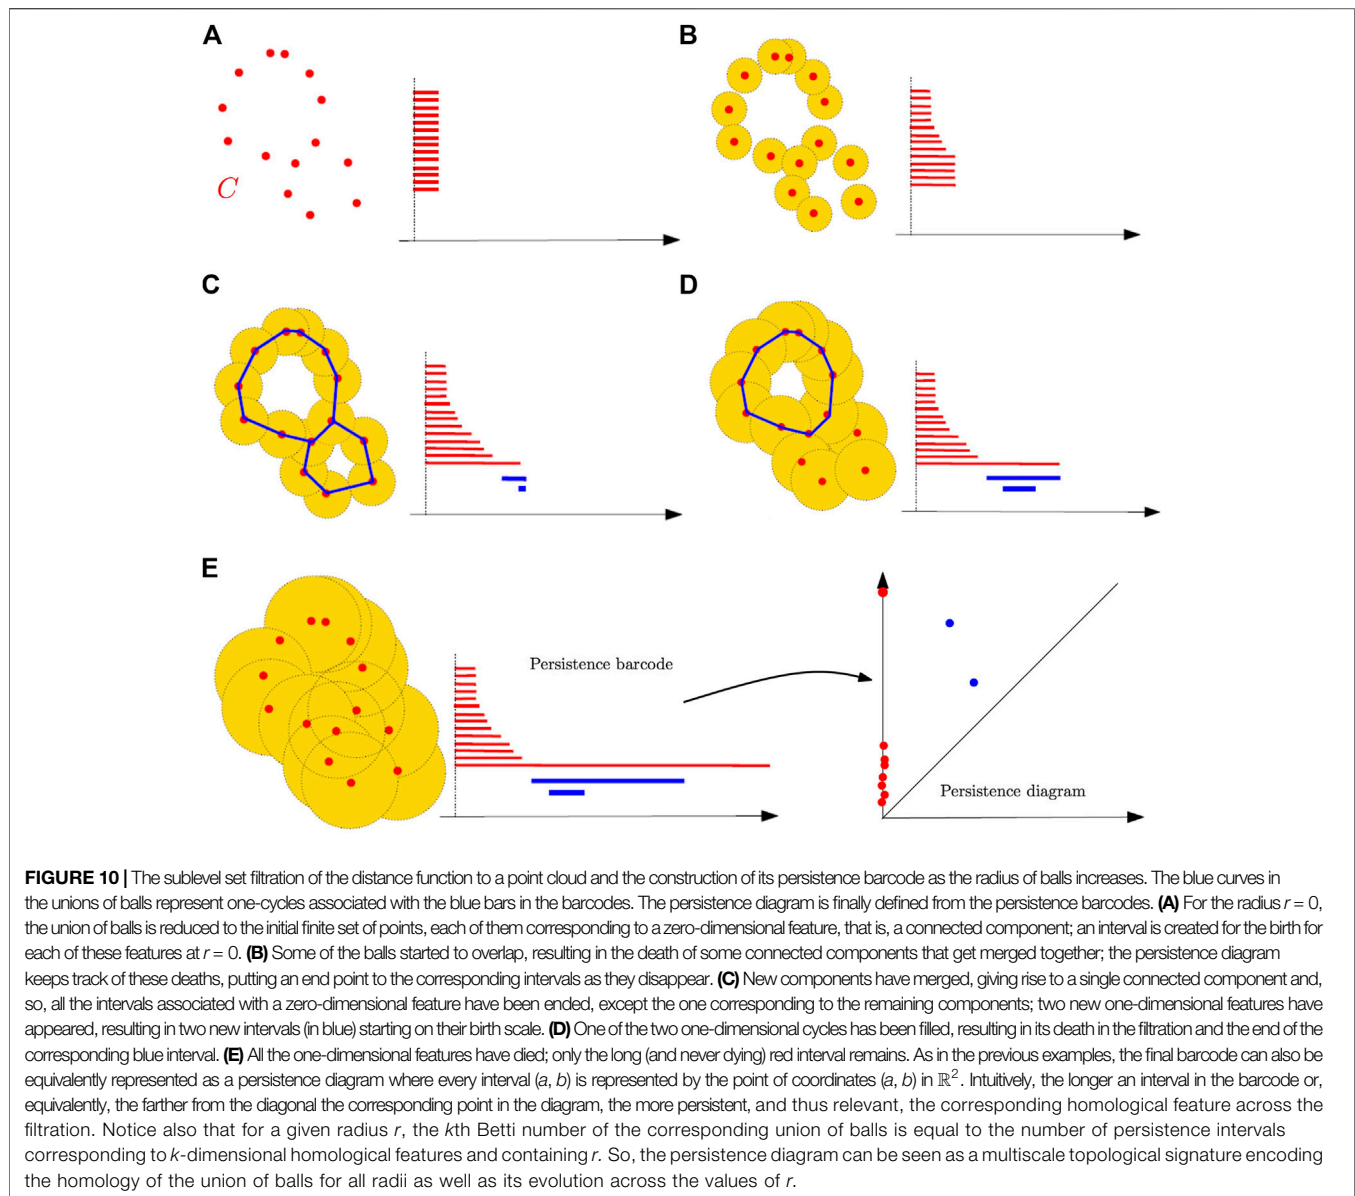 A
B
C
C
D
E
Persistence barcode
Persistence diagram
FIGURE 10 | The sublevel set filtration of the distance function to a point cloud and the construction of its persistence barcode as the radius of balls increases. The blue curves in
the unions of balls represent one-cycles associated with the blue bars in the barcodes. The persistence diagram is finally defined from the persistence barcodes. (A) For the radius r = 0,
the union of balls is reduced to the initial finite set of points, each of them corresponding to a zero-dimensional feature, that is, a connected component; an interval is created for the birth for
each of these features at r = 0. (B) Some of the balls started to overlap, resulting in the death of some connected components that get merged together; the persistence diagram
keeps track of these deaths, putting an end point to the corresponding intervals as they disappear. (C) New components have merged, giving rise to a single connected component and,
so, all the intervals associated with a zero-dimensional feature have been ended, except the one corresponding to the remaining components; two new one-dimensional features have
appeared, resulting in two new intervals (in blue) starting on their birth scale. (D) One of the two one-dimensional cycles has been filled, resulting in its death in the filtration and the end of the
corresponding blue interval. (E) All the one-dimensional features have died; only the long (and never dying) red interval remains. As in the previous examples, the final barcode can also be
equivalently represented as a persistence diagram where every interval (a, b) is represented by the point of coordinates (a, b) in ℝ². Intuitively, the longer an interval in the barcode or,
equivalently, the farther from the diagonal the corresponding point in the diagram, the more persistent, and thus relevant, the corresponding homological feature across the
filtration. Notice also that for a given radius r, the kth Betti number of the corresponding union of balls is equal to the number of persistence intervals
corresponding to k-dimensional homological features and containing r. So, the persistence diagram can be seen as a multiscale topological signature encoding
the homology of the union of balls for all radii as well as its evolution across the values of r.